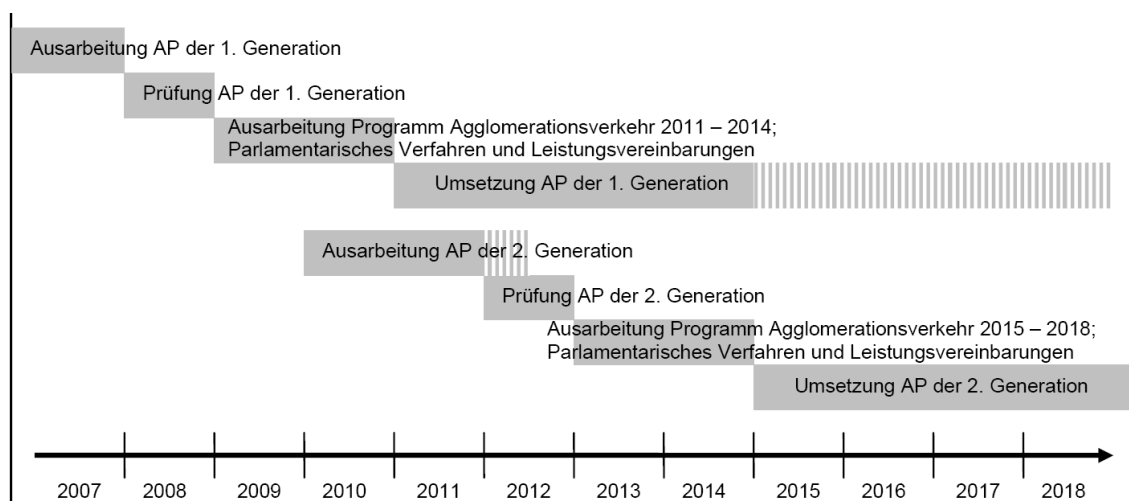 Ausarbeitung AP der 1. Generation
Prüfung AP der 1. Generation
Ausarbeitung Programm Agglomerationsverkehr 2011 – 2014;
Parlamentarisches Verfahren und Leistungsvereinbarungen
Umsetzung AP der 1. Generation
Ausarbeitung AP der 2. Generation
Prüfung AP der 2. Generation
Ausarbeitung Programm Agglomerationsverkehr 2015 – 2018;
Parlamentarisches Verfahren und Leistungsvereinbarungen
Umsetzung AP der 2. Generation
2007 2008 2009 2010 2011 2012 2013 2014 2015 2016 2017 2018